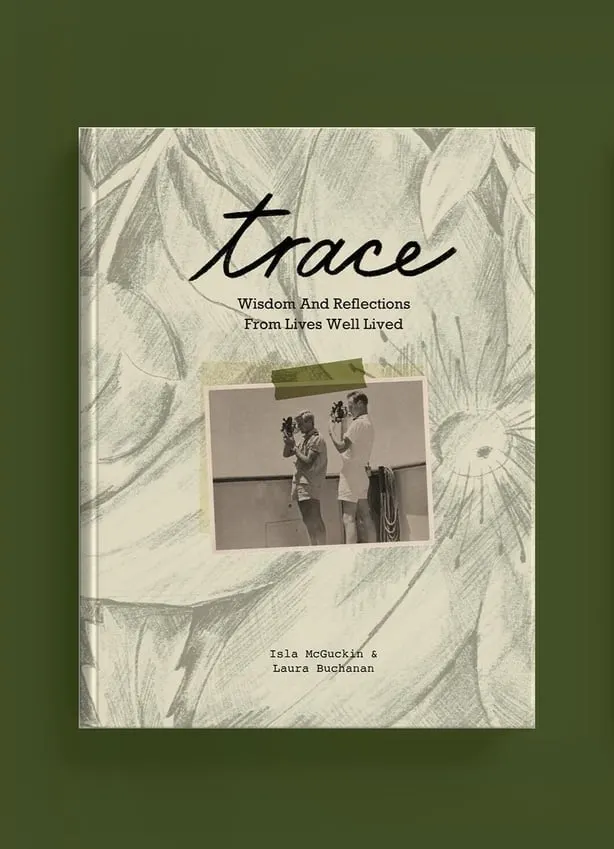 trace
Wisdom And Reflections
From Lives Well Lived
Isla McGuckin &
Laura Buchanan